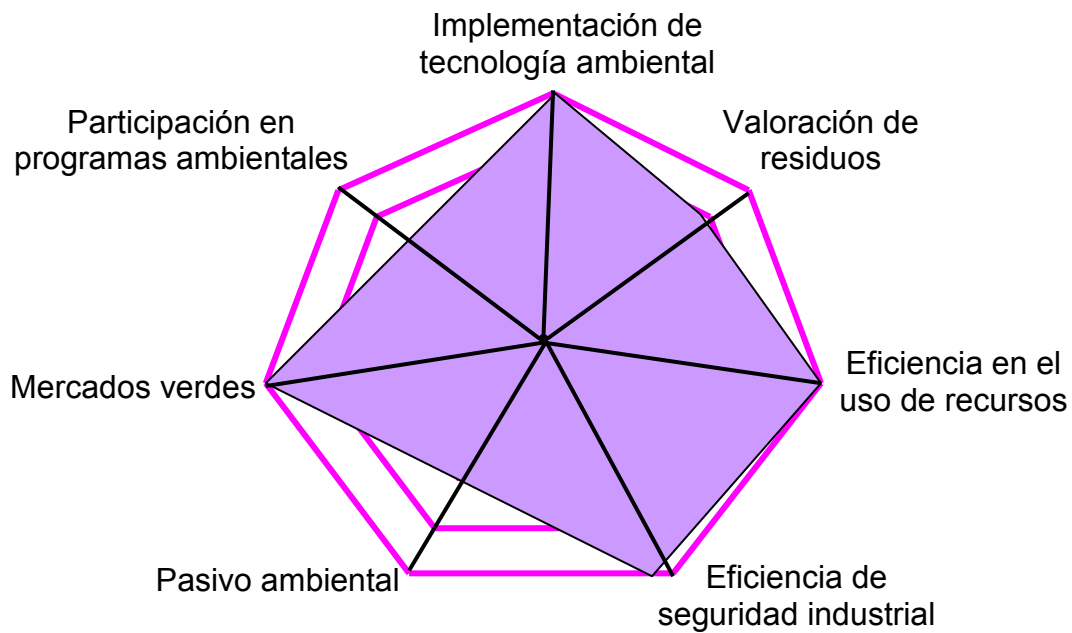 Implementación de
tecnología ambiental
Participación en
programas ambientales
Valoración de
residuos
Mercados verdes
Eficiencia en el
uso de recursos
Pasivo ambiental
Eficiencia de
seguridad industrial